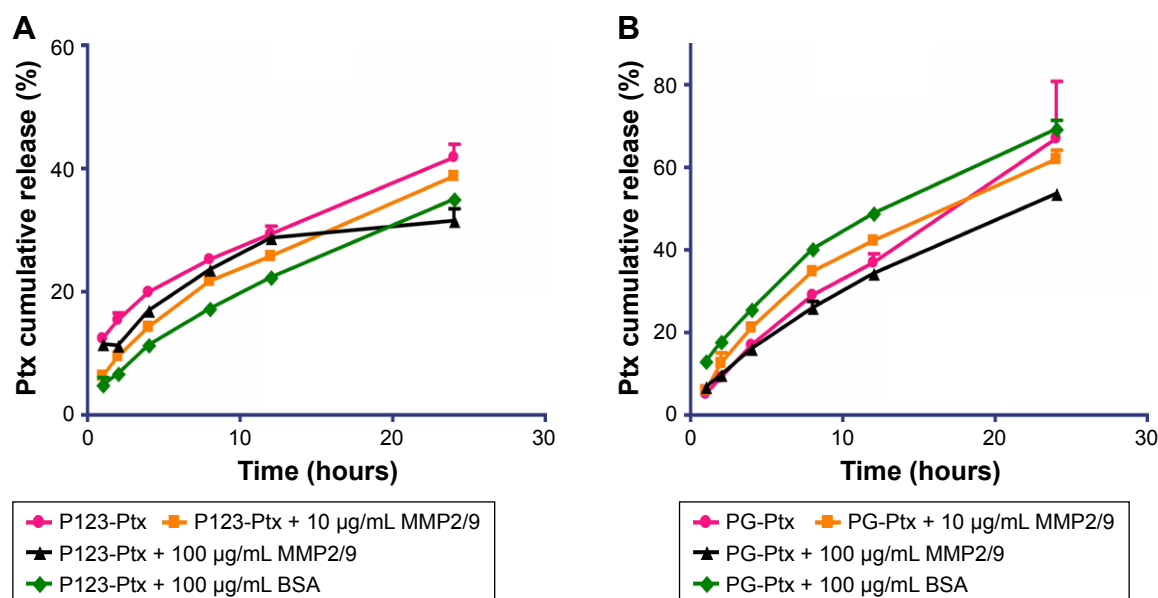 A
Ptx cumulative release (%)
60
40
20
0
0 10 20 30
Time (hours)
P123-Ptx P123-Ptx + 10 µg/mL MMP2/9
P123-Ptx + 100 µg/mL MMP2/9
P123-Ptx + 100 µg/mL BSA
B
Ptx cumulative release (%)
80
60
40
20
0
0 10 20 30
Time (hours)
PG-Ptx PG-Ptx + 10 µg/mL MMP2/9
PG-Ptx + 100 µg/mL MMP2/9
PG-Ptx + 100 µg/mL BSA